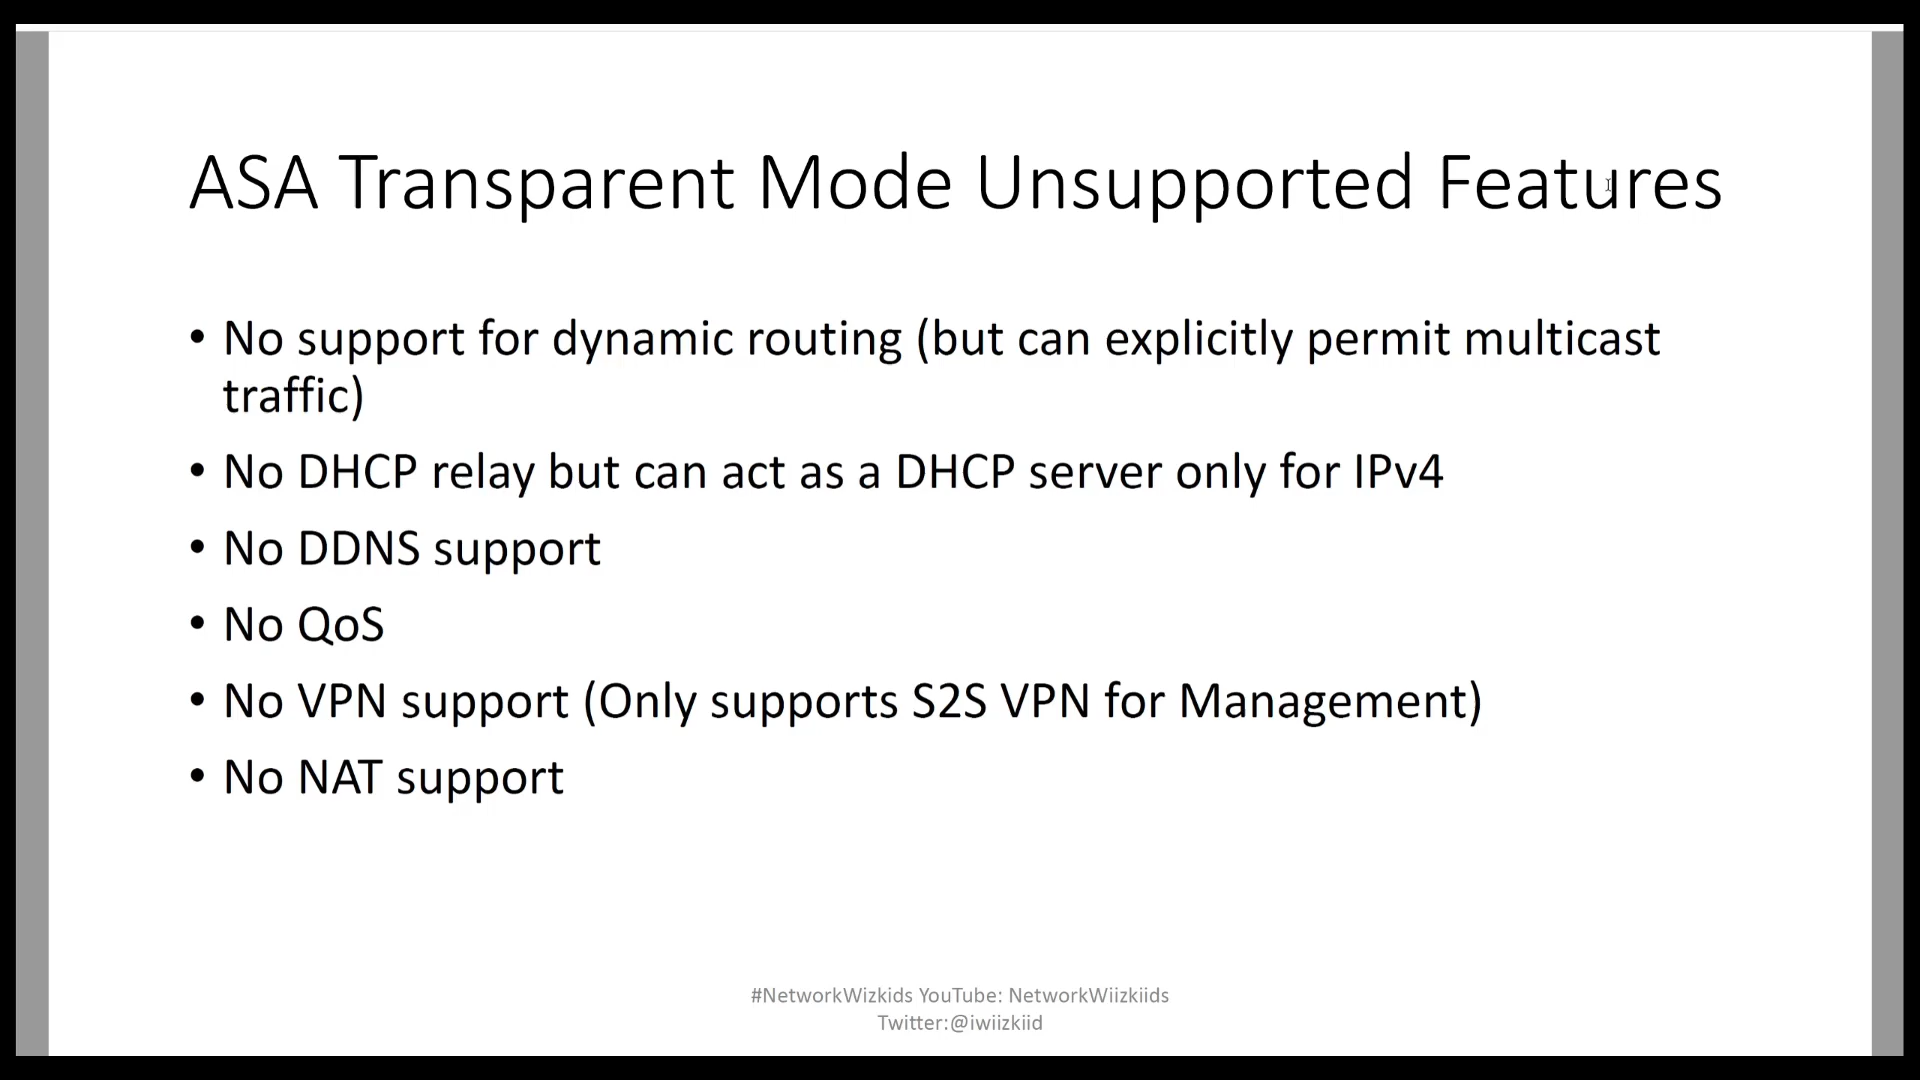 ASA Transparent Mode Unsupported Features
• No support for dynamic routing (but can explicitly permit multicast
traffic)
• No DHCP relay but can act as a DHCP server only for IPv4
• No DDNS support
• No QoS
• No VPN support (Only supports S2S VPN for Management)
• No NAT support
#NetworkWizkids YouTube: NetworkWiizkiids
Twitter:@iwiizkiid